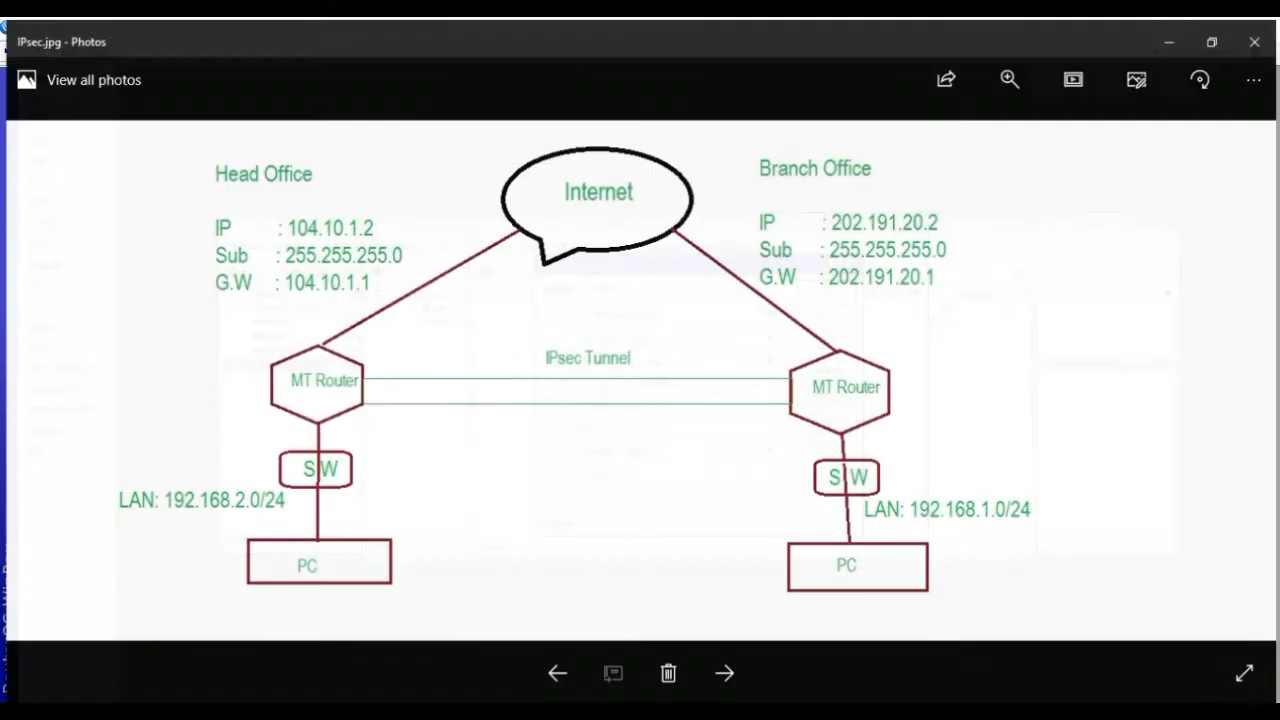 IPsec.jpg - Photos
View all photos
Head Office
IP : 104.10.1.2
Sub : 255.255.255.0
G.W : 104.10.1.1
Internet
Branch Office
IP : 202.191.20.2
Sub : 255.255.255.0
G.W : 202.191.20.1
IPsec Tunnel
MT Router
MT Router
S W
S W
LAN: 192.168.2.0/24
LAN: 192.168.1.0/24
PC
PC